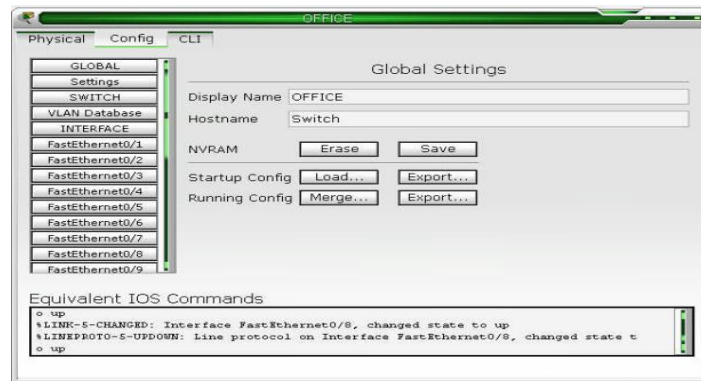 OFFICE
Physical Config CLI
GLOBAL
Settings
SWITCH
VLAN Database
INTERFACE
FastEthernet0/1
FastEthernet0/2
FastEthernet0/3
FastEthernet0/4
FastEthernet0/5
FastEthernet0/6
FastEthernet0/7
FastEthernet0/8
FastEthernet0/9
Global Settings
Display Name OFFICE
Hostname Switch
NVRAM Erase Save
Startup Config Load... Export...
Running Config Merge... Export...
Equivalent IOS Commands
o up
%LINK-5-CHANGED: Interface FastEthernet0/8, changed state to up
%LINEPROTO-5-UPDOWN: Line protocol on Interface FastEthernet0/8, changed state t
o up